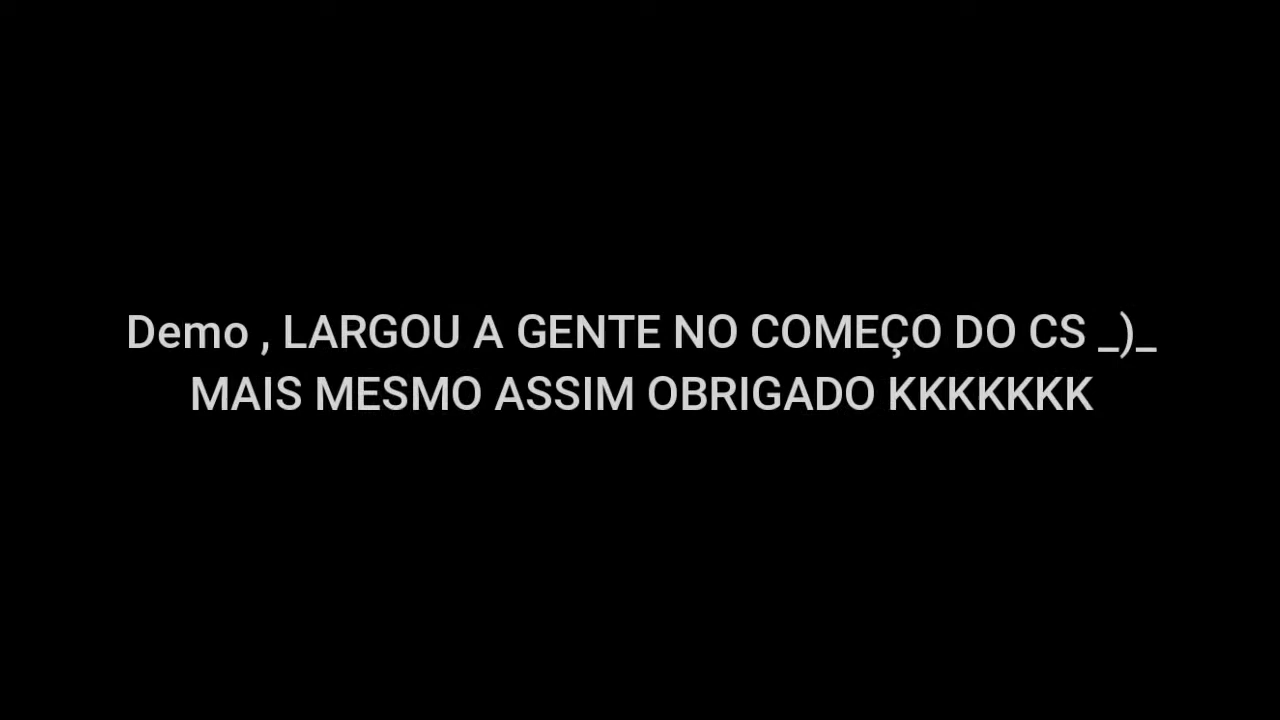 Demo , LARGOU A GENTE NO COMEÇO DO CS _)_
MAIS MESMO ASSIM OBRIGADO KKKKKKK